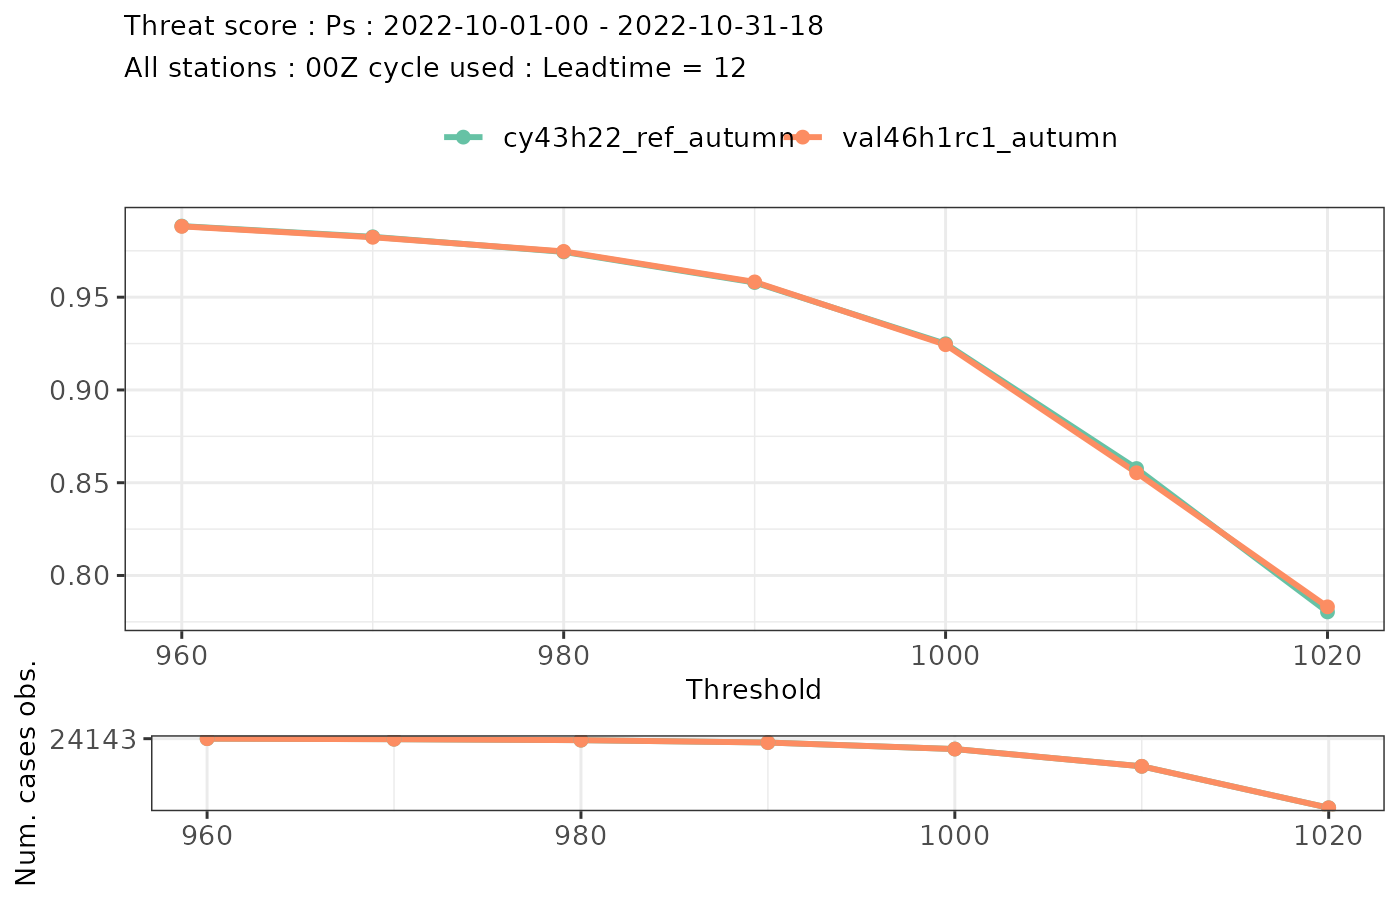 Threat score : Ps : 2022-10-01-00 - 2022-10-31-18
All stations : 00Z cycle used : Leadtime = 12
cy43h22_ref_autumn val46h1rc1_autumn
0.95
0.90
0.85
0.80
960 980 1000 1020
Threshold
Num. cases obs.
24143
960 980 1000 1020